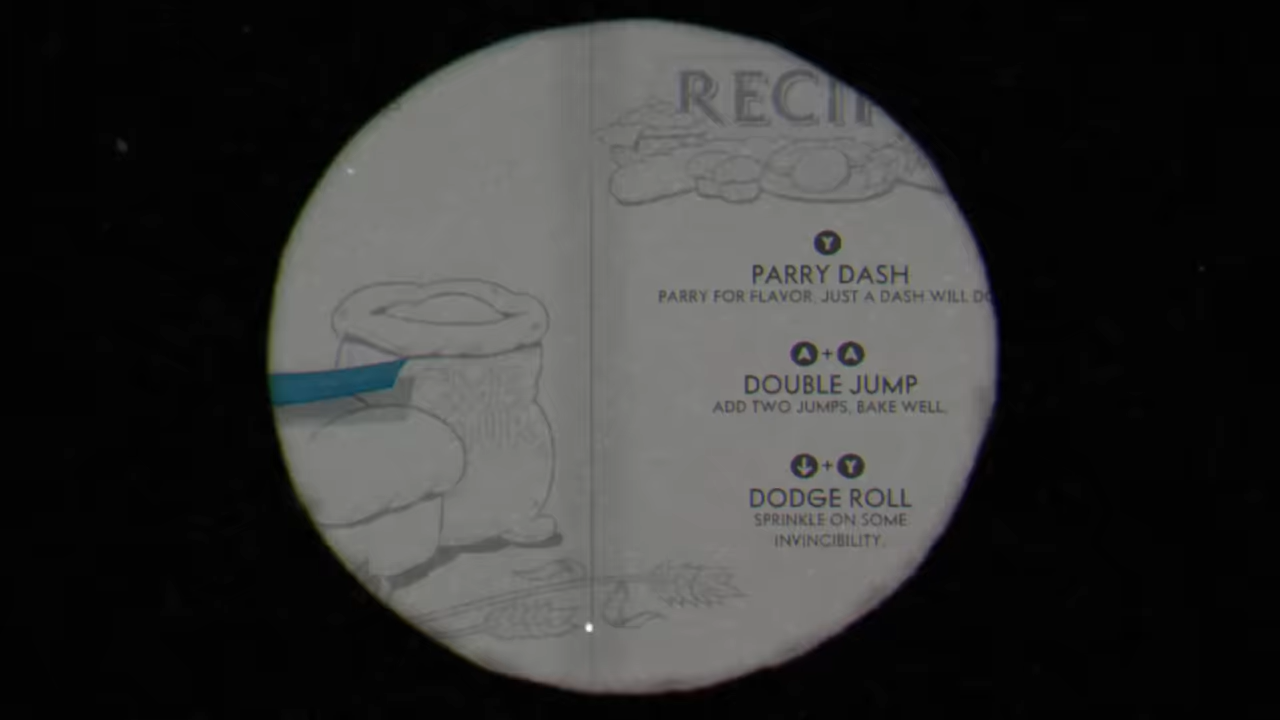 RECIP
Y
PARRY DASH
PARRY FOR FLAVOR. JUST A DASH WILL DO
A + A
DOUBLE JUMP
ADD TWO JUMPS, BAKE WELL.
↓ + Y
DODGE ROLL
SPRINKLE ON SOME
INVINCIBILITY.